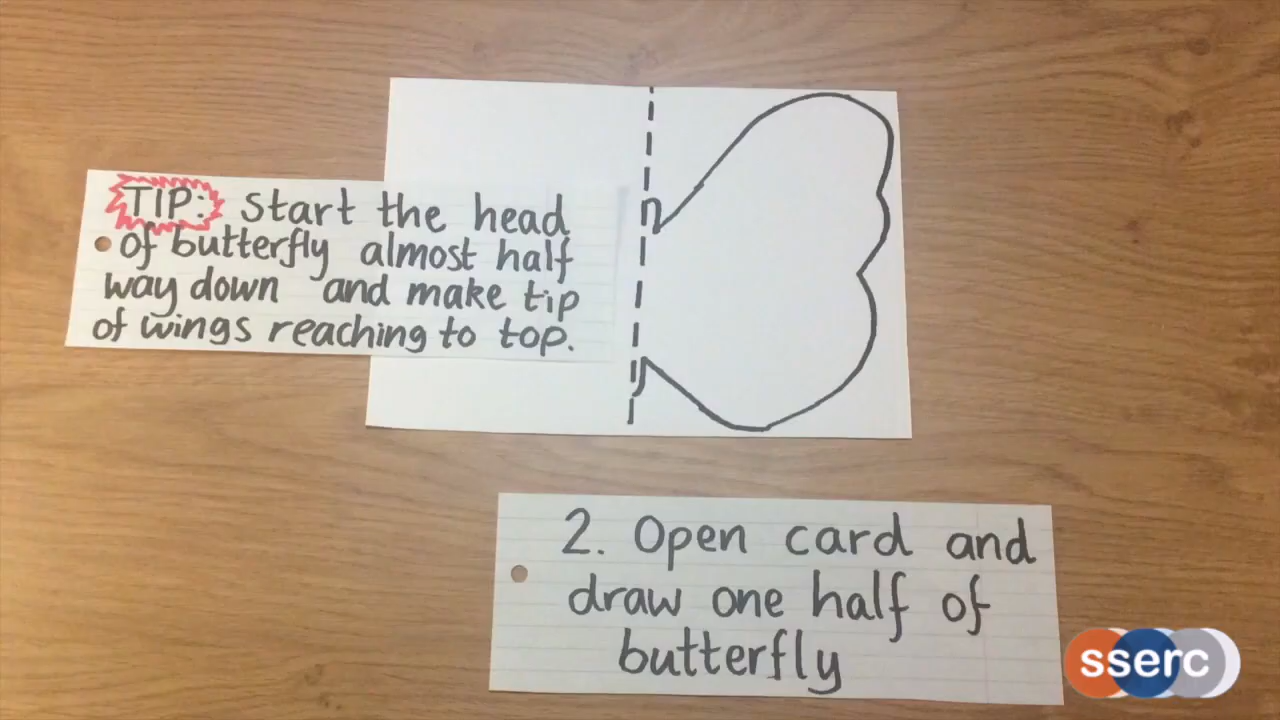 TIP: Start the head
of butterfly almost half
way down and make tip
of wings reaching to top.
2. Open card and
draw one half of
butterfly
sserc